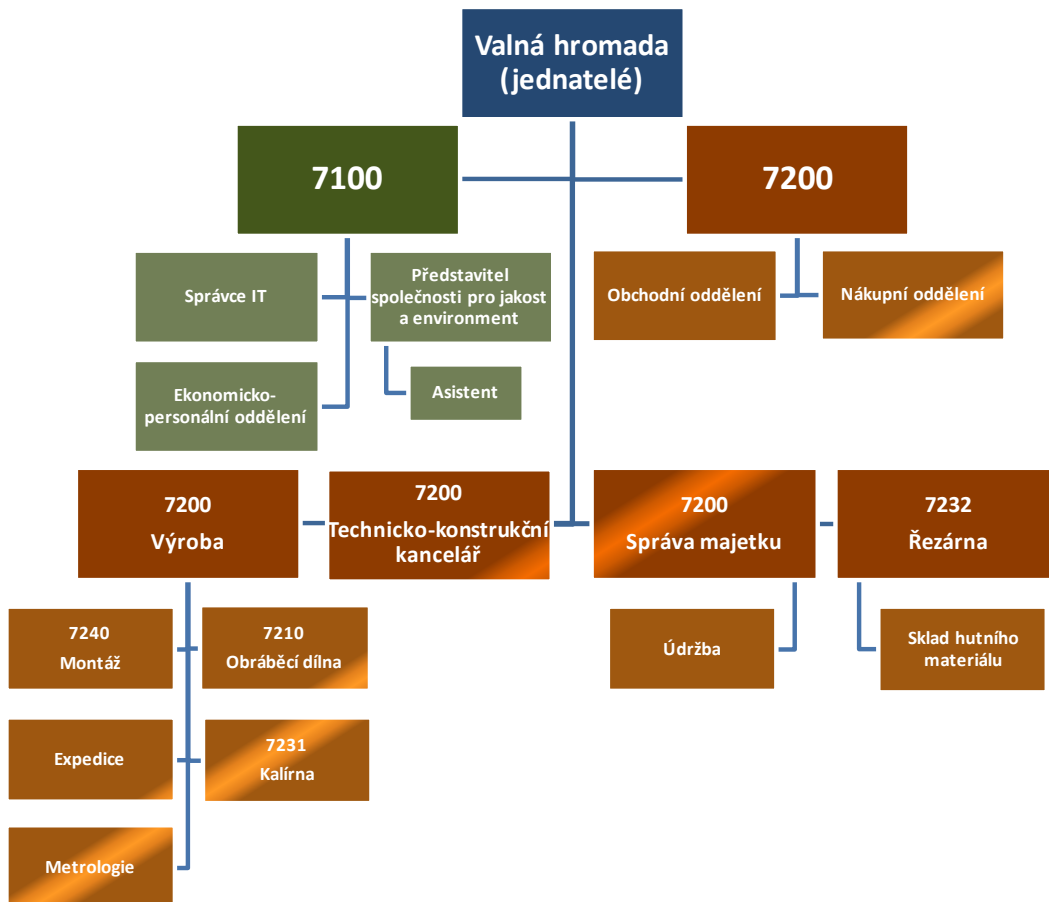 Valná hromada
(jednatelé)
7100
7200
Správce IT
Představitel
společnosti pro jakost
a environment
Obchodní oddělení
Nákupní oddělení
Ekonomicko-
personální oddělení
Asistent
7200
Výroba
7200
Technicko-konstrukční
kancelář
7200
Správa majetku
7232
Řezárna
7240
Montáž
7210
Obráběcí dílna
Údržba
Sklad hutního
materiálu
Expedice
7231
Kalírna
Metrologie